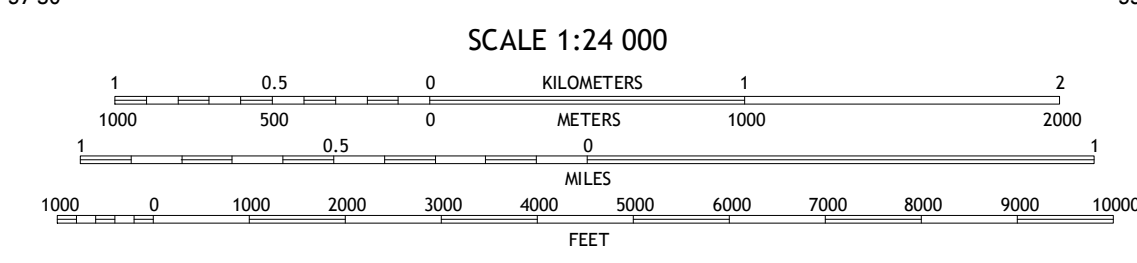 SCALE 1:24 000
1 0.5 0 KILOMETERS 1 2
1000 500 0 METERS 1000 2000
1 0.5 0 1
MILES
1000 0 1000 2000 3000 4000 5000 6000 7000 8000 9000 10000
FEET